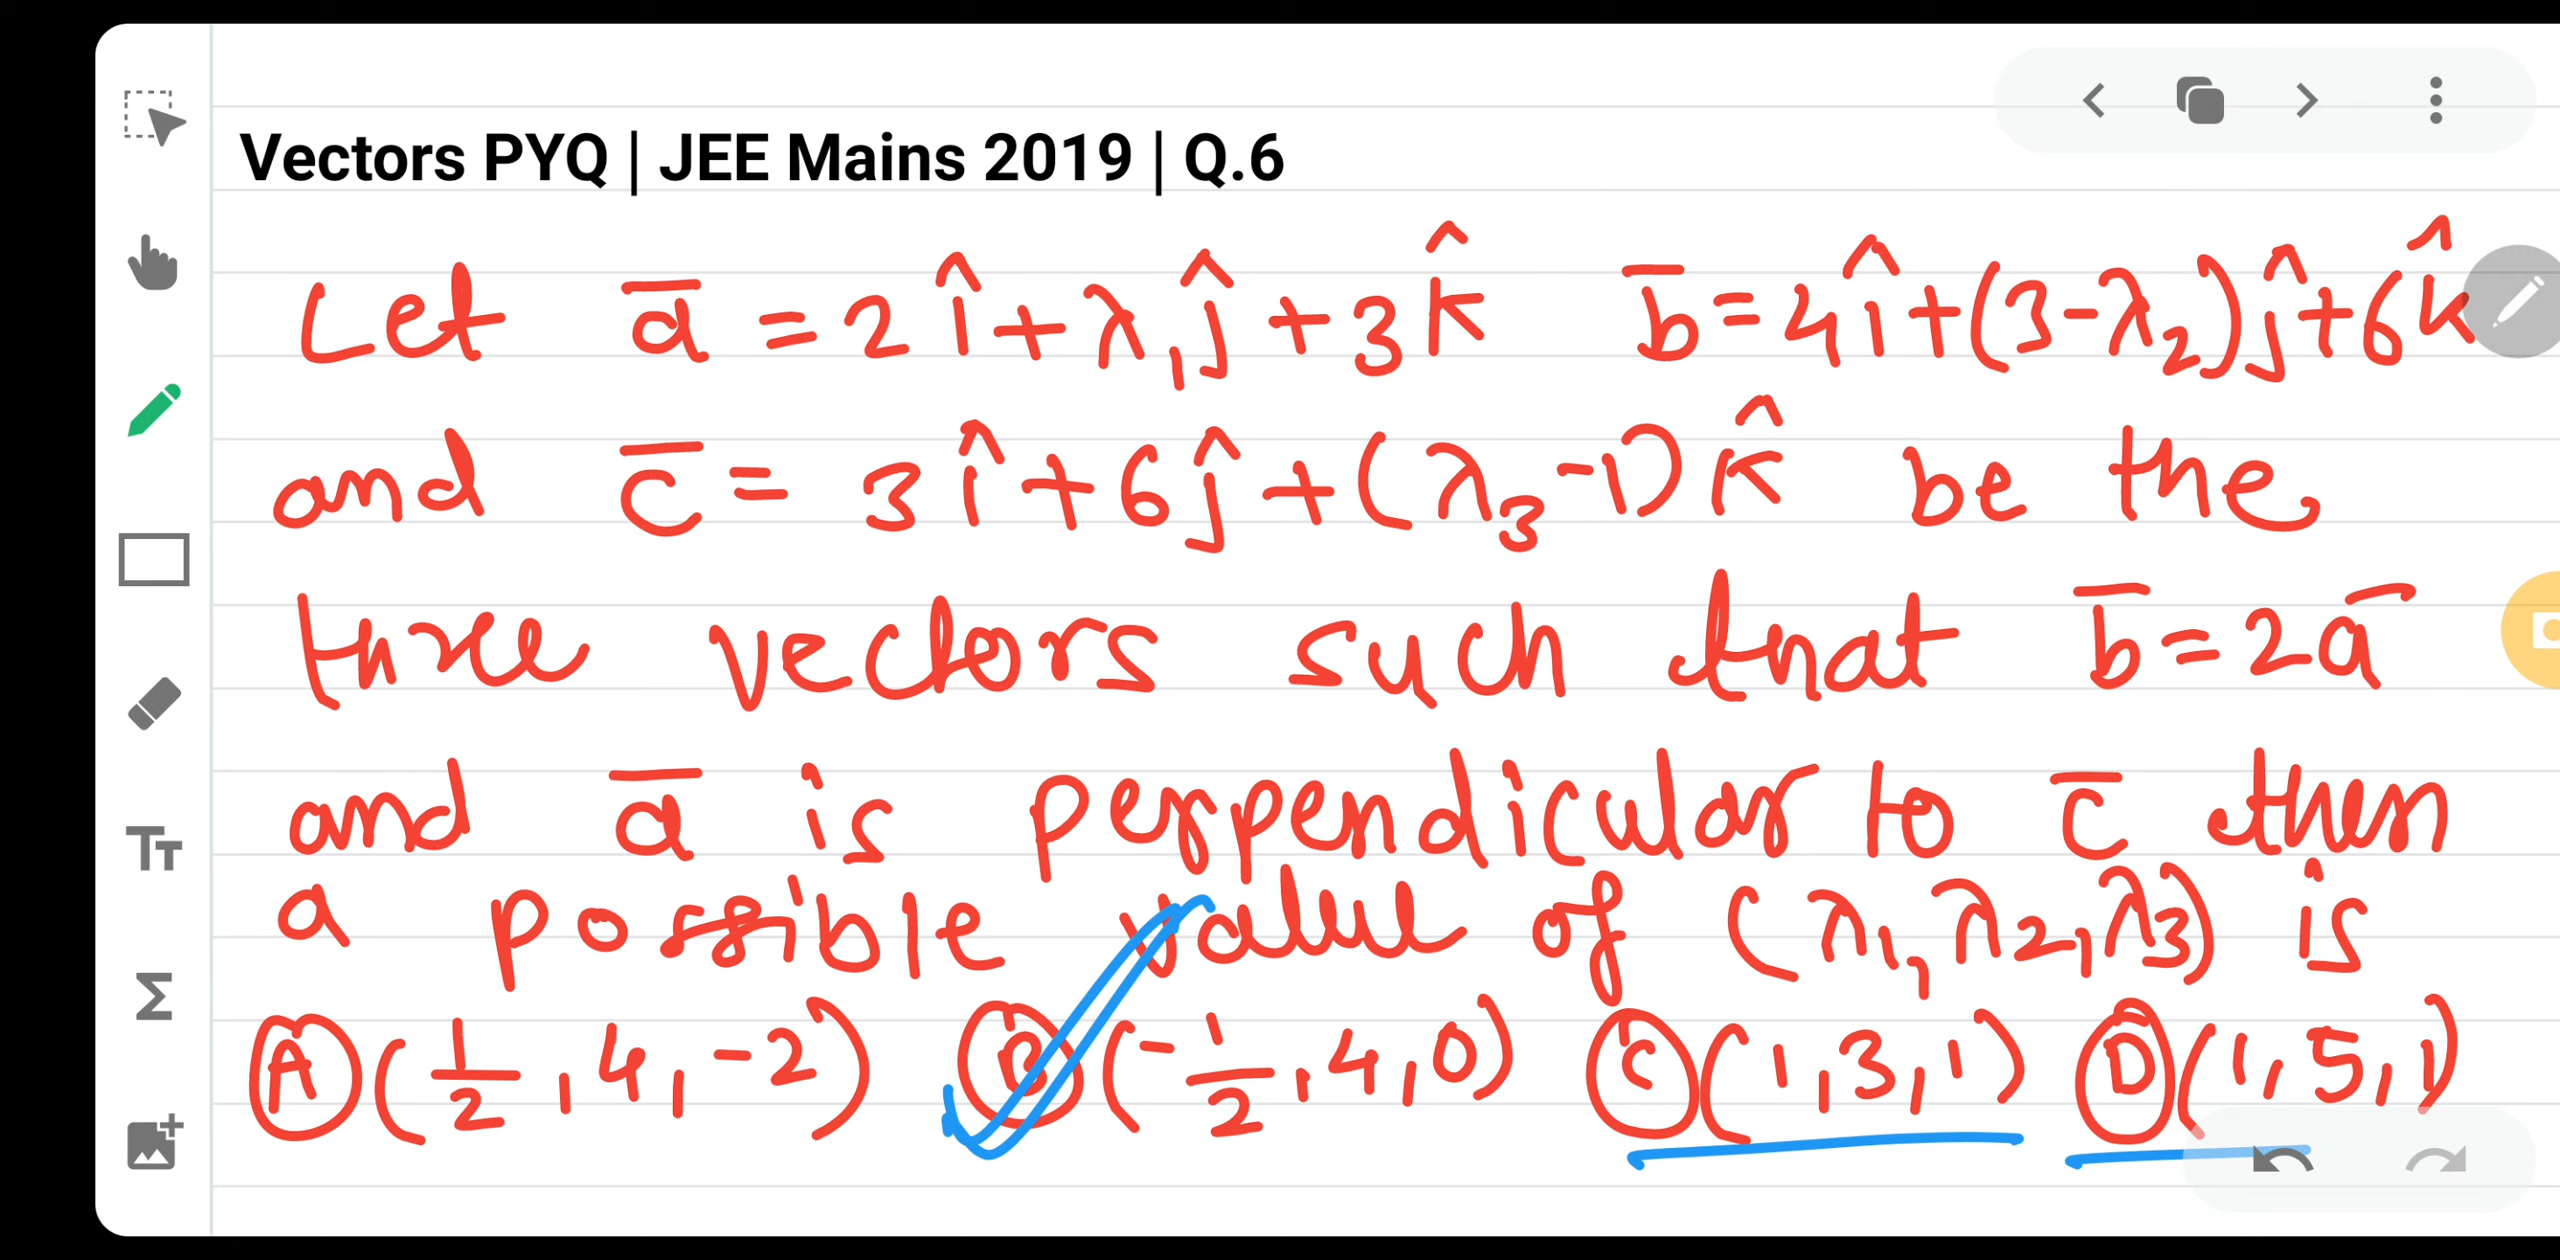 Vectors PYQ | JEE Mains 2019 | Q.6
Let a̅ = 2î+λ₁ĵ+3k̂ b̅=4î+(3-λ₂)ĵ+6k̂
and c̅ = 3î+6ĵ+(λ₃-1)k̂ be the
three vectors such that b̅=2a̅
and a̅ is perpendicular to c̅ then
a possible value of (λ₁,λ₂,λ₃) is
Ⓐ(1/2,4,-2) Ⓑ(-1/2,4,0) Ⓒ(1,3,1) Ⓓ(1,5,1)
TT
Σ